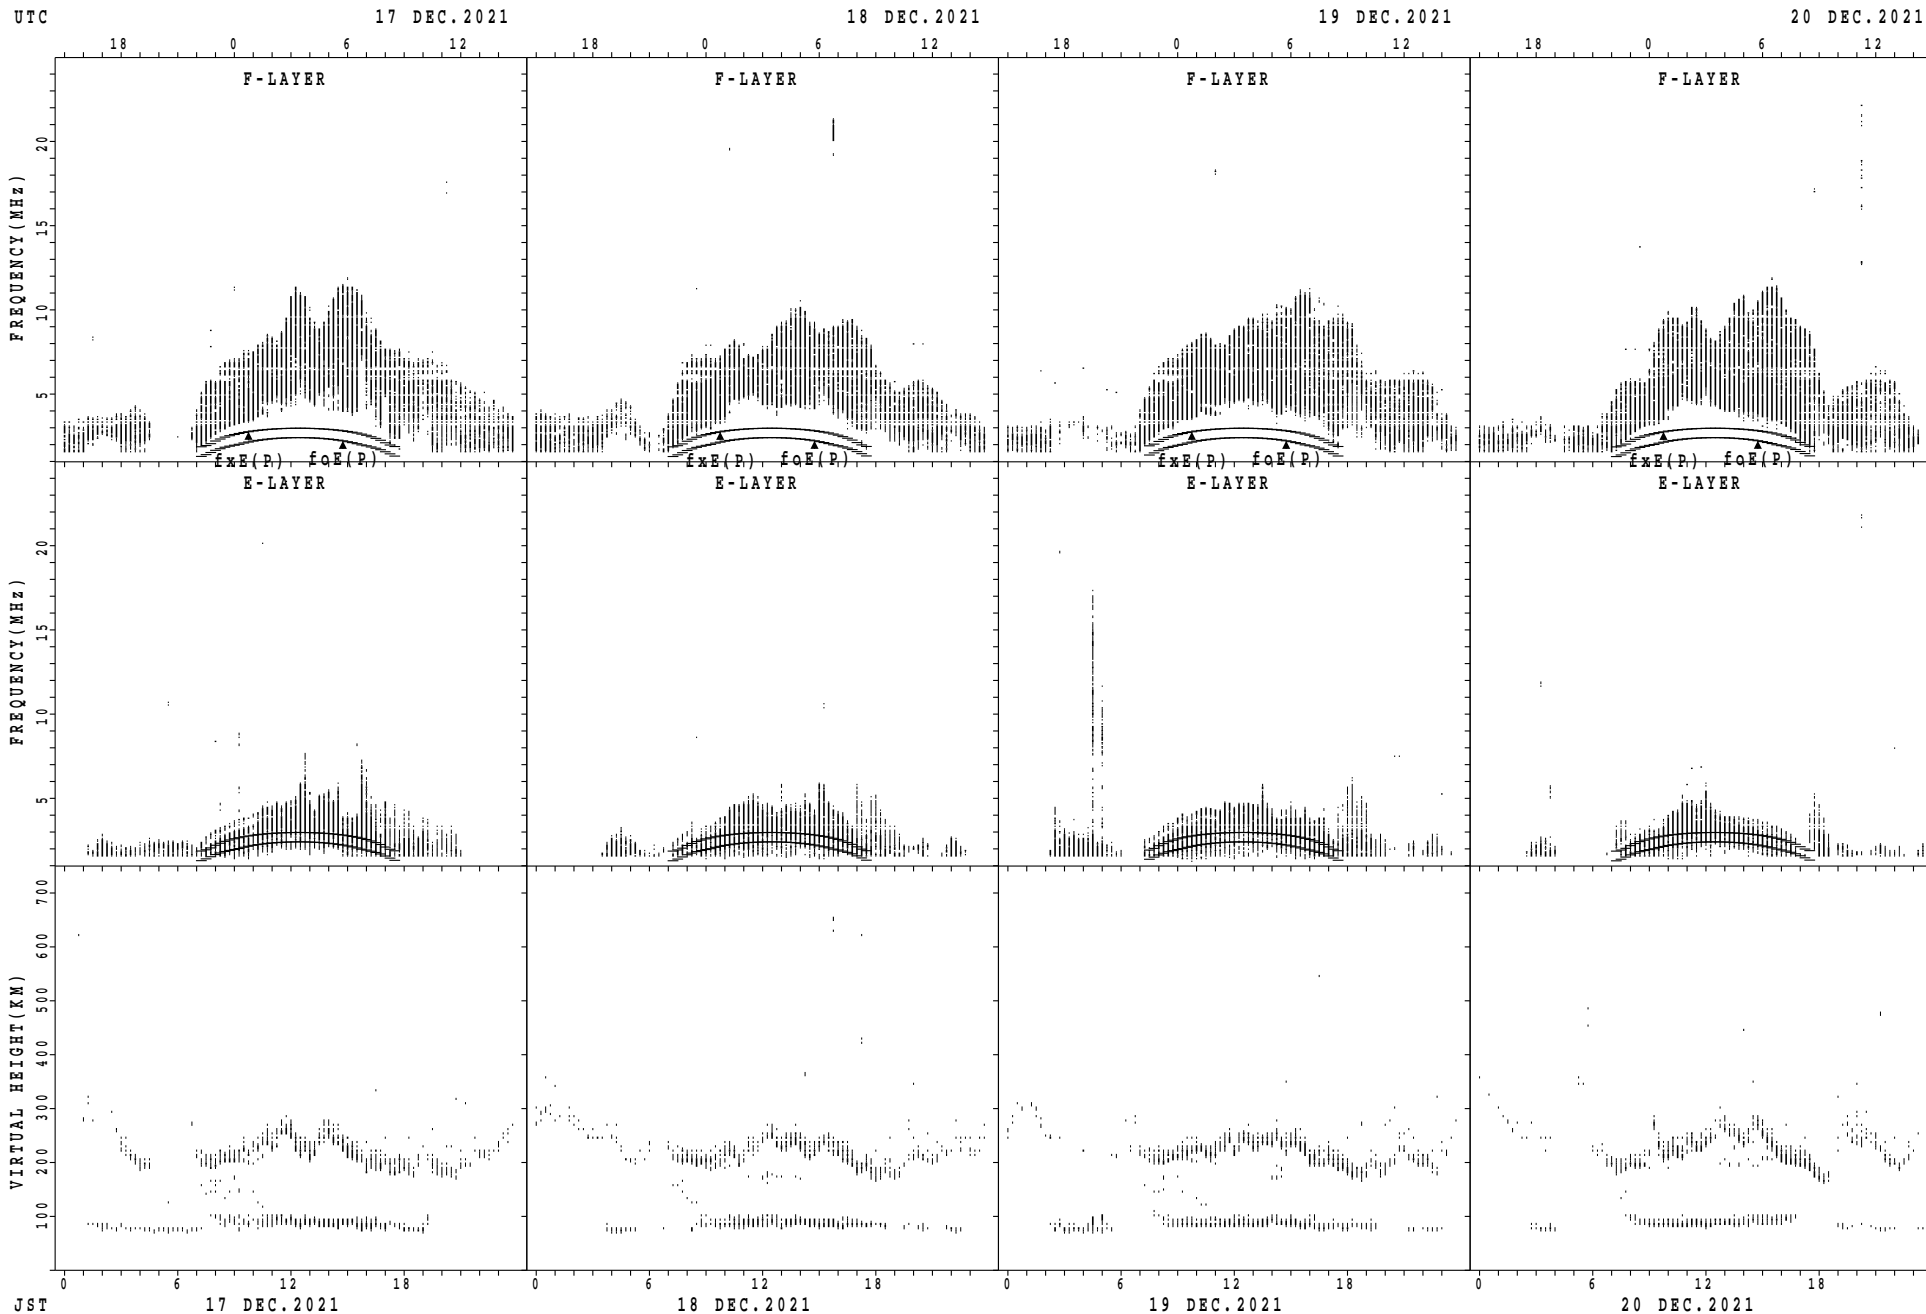 UTC 17 DEC.2021 18 DEC.2021 19 DEC.2021 20 DEC.2021
18 0 6 12 18 0 6 12 18 0 6 12 18 0 6 12
F-LAYER F-LAYER F-LAYER F-LAYER
FREQUENCY(MHz)
20
15
10
5
fxE(P) foE(P) fxE(P) foE(P) fxE(P) foE(P) fxE(P) foE(P)
E-LAYER E-LAYER E-LAYER E-LAYER
FREQUENCY(MHz)
20
15
10
5
VIRTUAL HEIGHT(KM)
700
600
500
400
300
200
100
0 6 12 18 0 6 12 18 0 6 12 18 0 6 12 18
JST 17 DEC.2021 18 DEC.2021 19 DEC.2021 20 DEC.2021